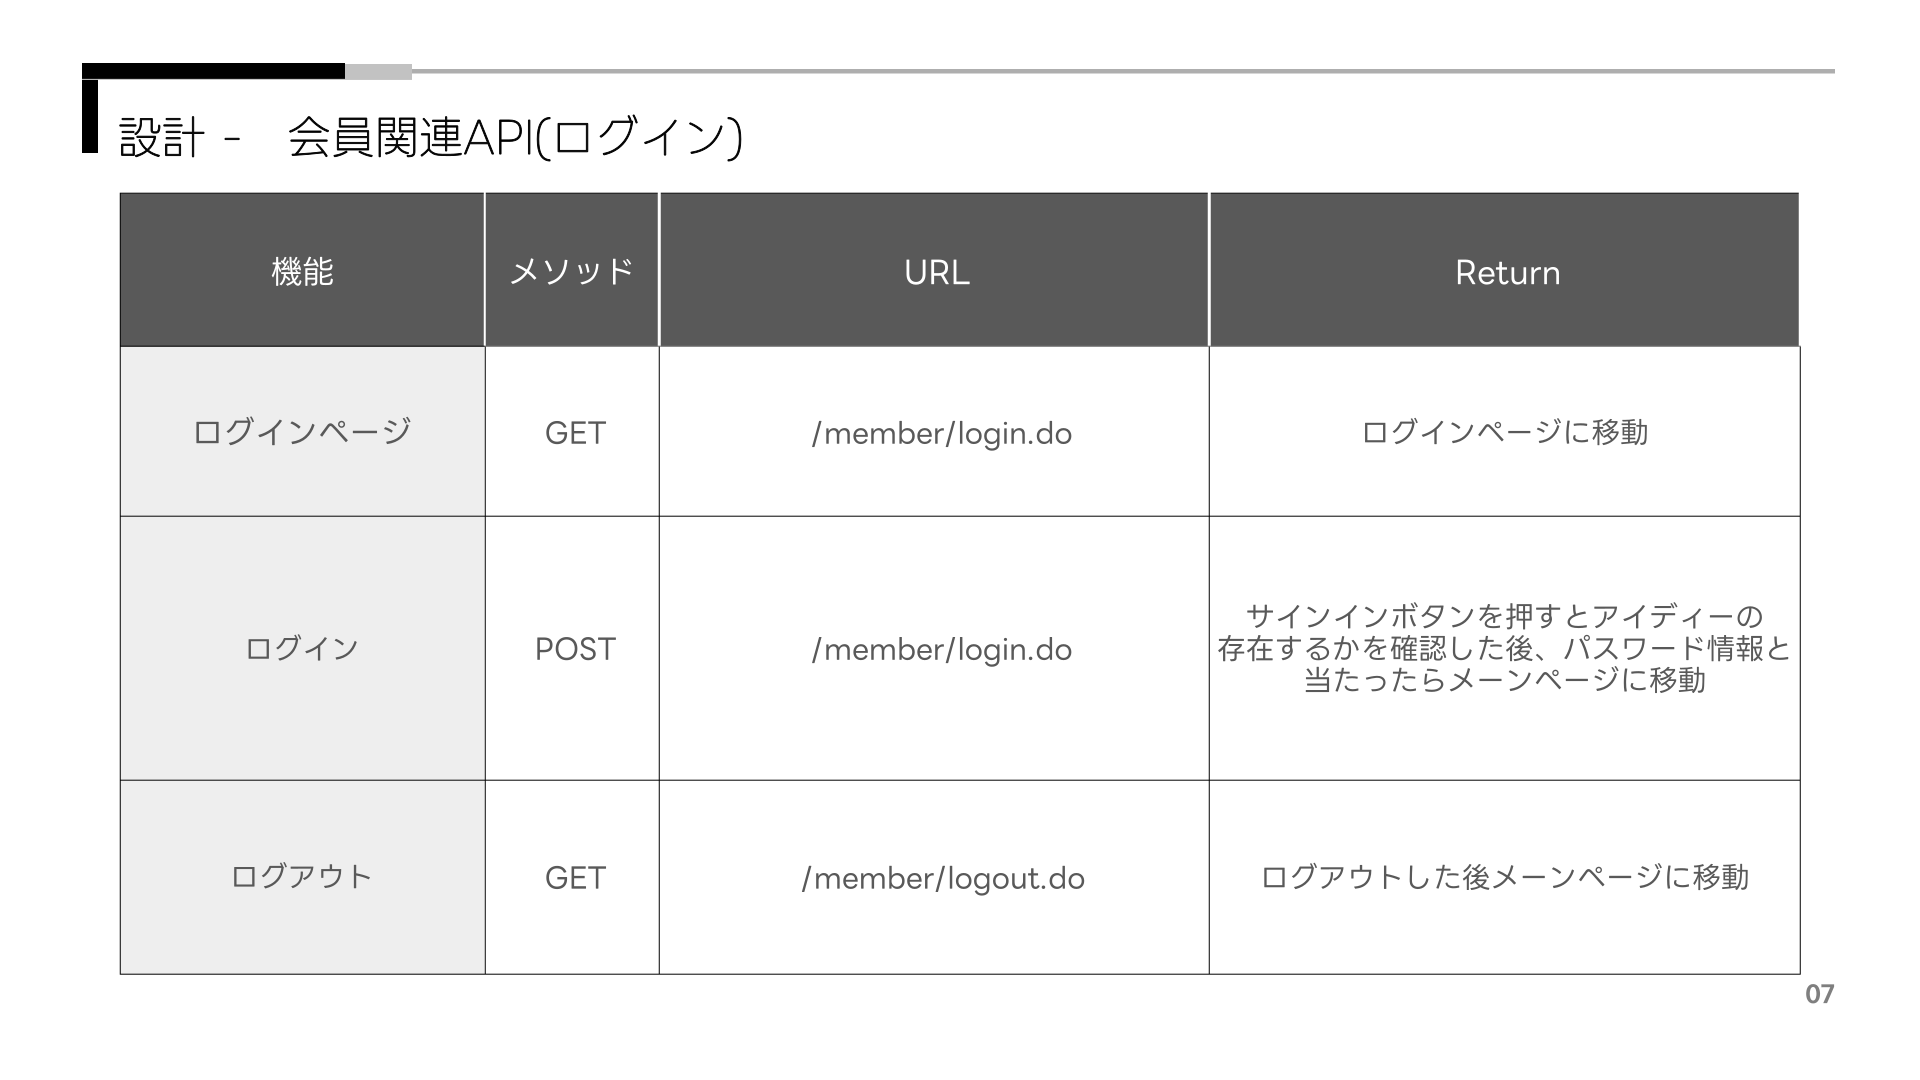 設計 -　会員関連API(ログイン)
機能
メソッド
URL
Return
ログインページ
GET
/member/login.do
ログインページに移動
ログイン
POST
/member/login.do
サインインボタンを押すとアイディーの
存在するかを確認した後、パスワード情報と
当たったらメーンページに移動
ログアウト
GET
/member/logout.do
ログアウトした後メーンページに移動
07